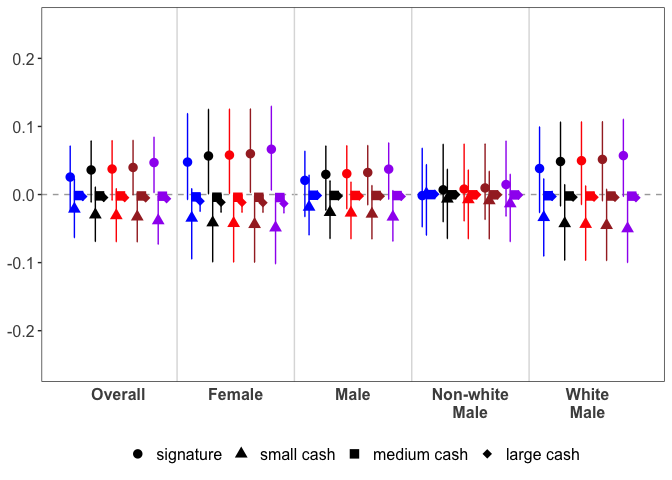 0.2
0.1
0.0
-0.1
-0.2
Overall Female Male Non-white White
Male Male
signature small cash medium cash large cash